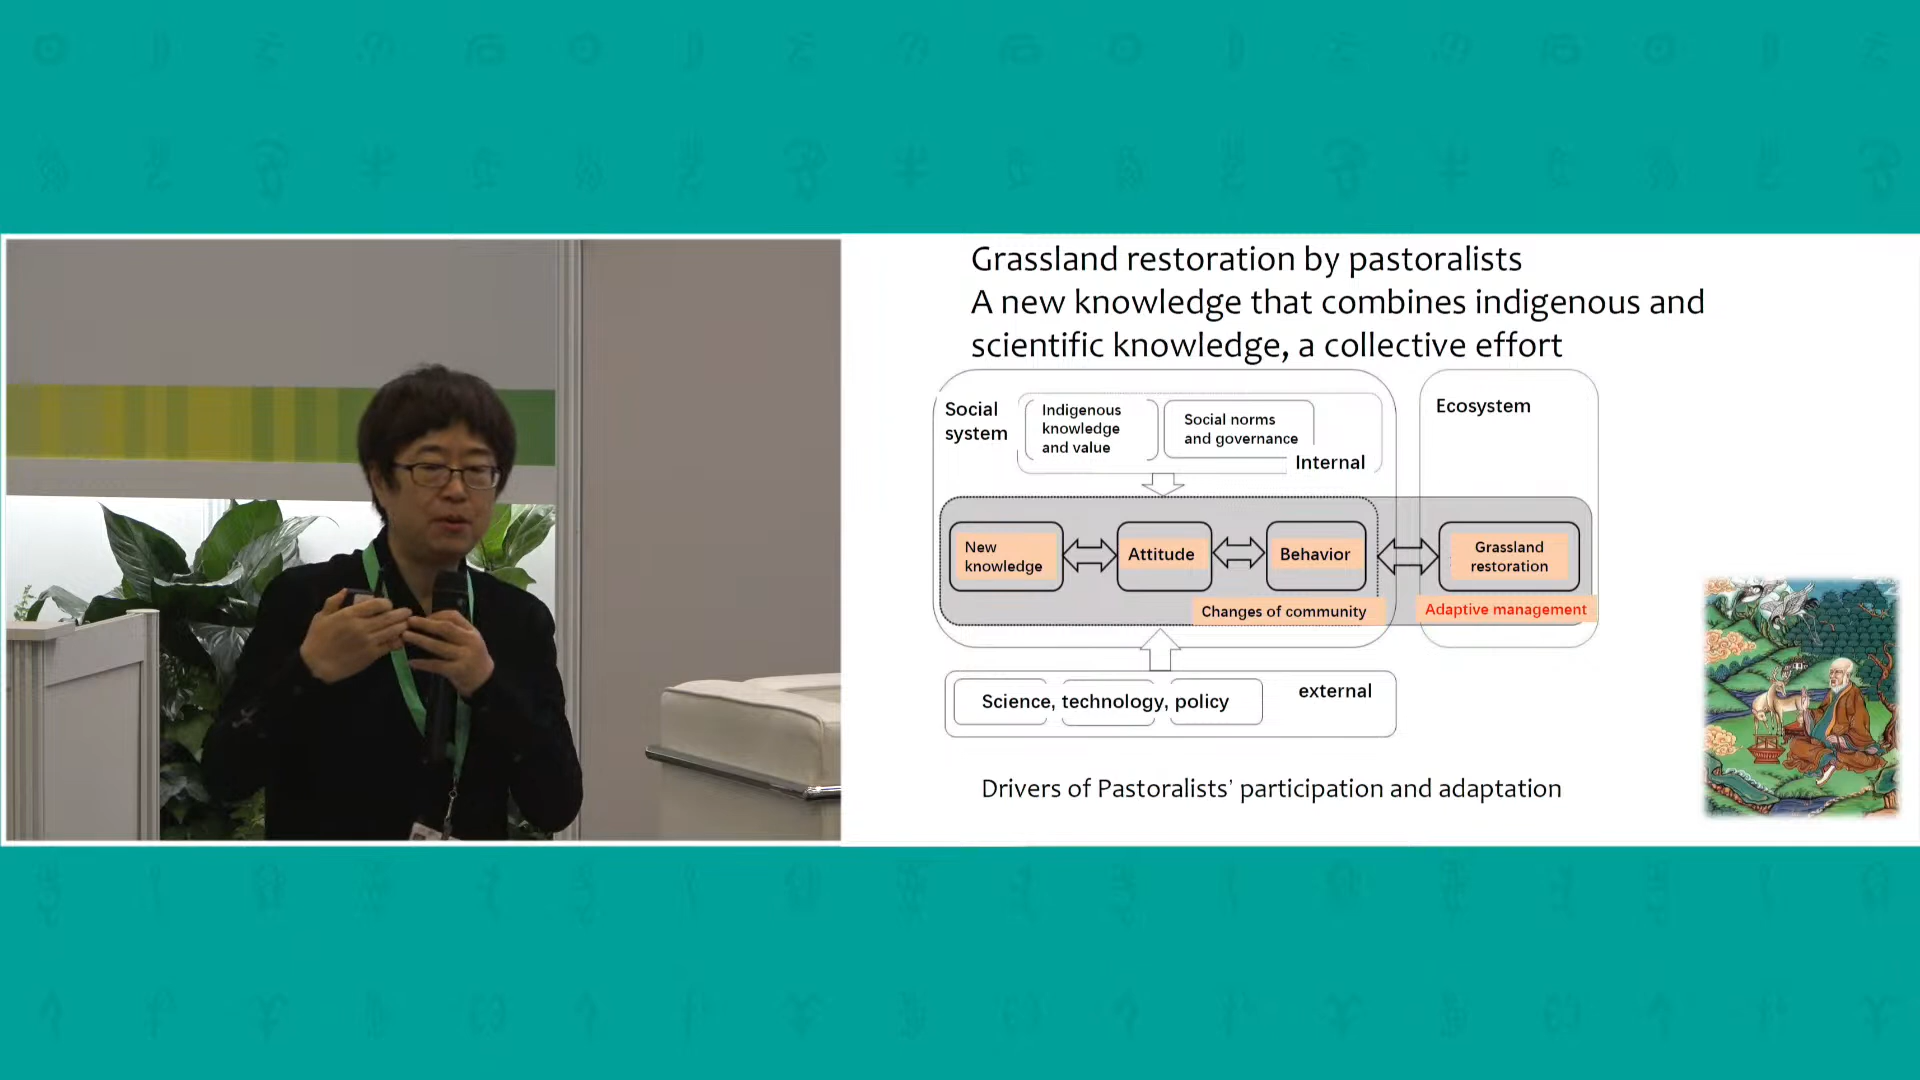 Grassland restoration by pastoralists
A new knowledge that combines indigenous and
scientific knowledge, a collective effort
Social
system
Indigenous
knowledge
and value
Social norms
and governance
Internal
Ecosystem
New
knowledge
Attitude
Behavior
Grassland
restoration
Changes of community
Adaptive management
Science, technology, policy
external
Drivers of Pastoralists' participation and adaptation